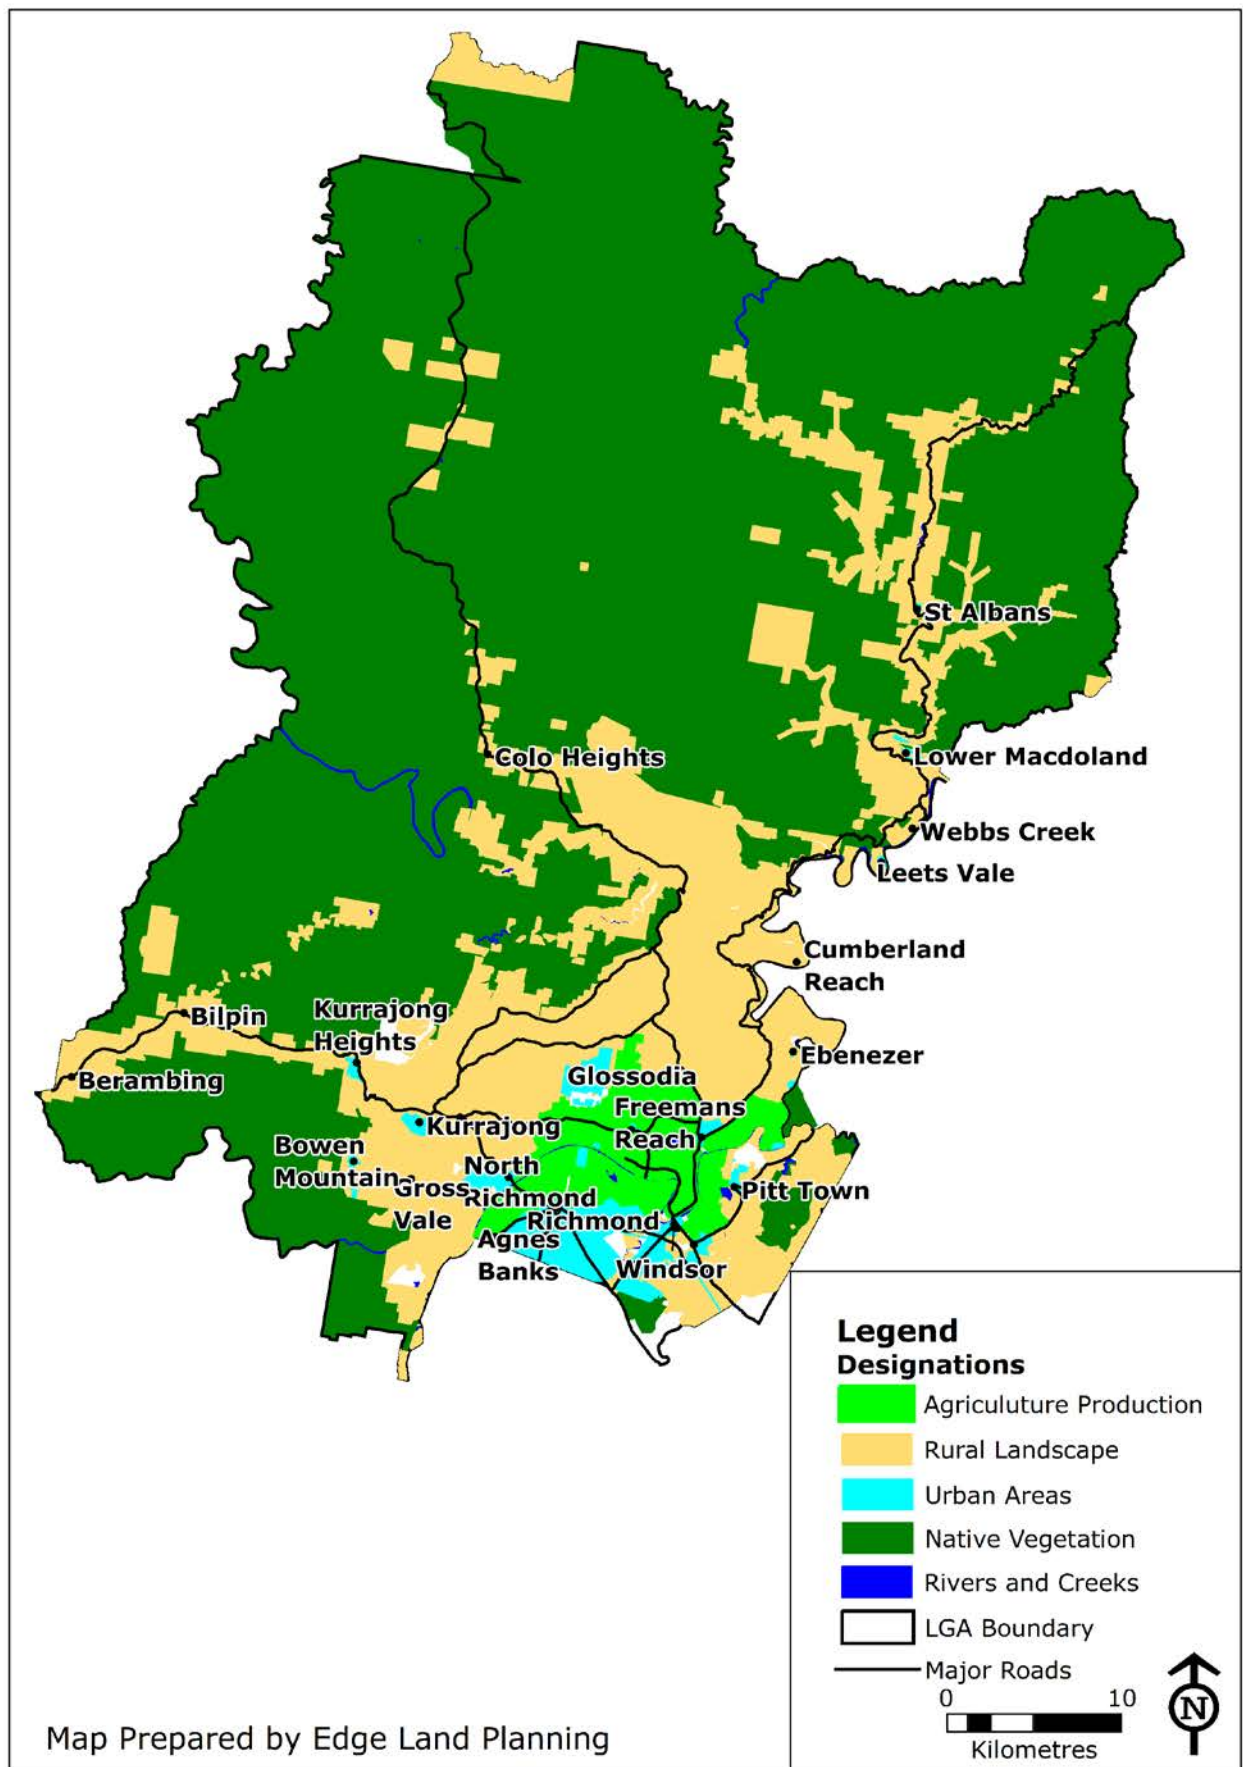 St Albans
Colo Heights
Lower Macdoland
Webbs Creek
Leets Vale
Cumberland
Reach
Bilpin
Kurrajong
Heights
Ebenezer
Berambing
Glossodia
Freemans
Reach
Kurrajong
Bowen
Mountain
North
Richmond
Gross
Vale
Pitt Town
Richmond
Agnes
Banks
Windsor
Legend
Designations
Agriculuture Production
Rural Landscape
Urban Areas
Native Vegetation
Rivers and Creeks
LGA Boundary
Major Roads
0 10
Kilometres
N
Map Prepared by Edge Land Planning